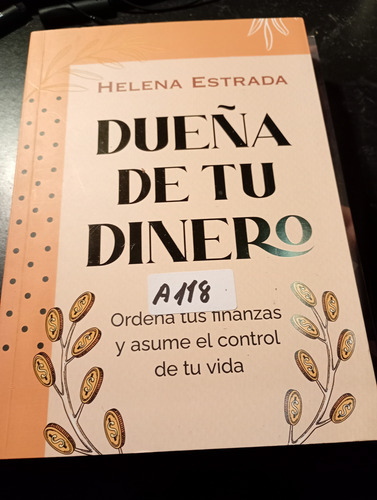 HELENA ESTRADA
DUEÑA
DE TU
DINERO
A118
Ordena tus finanzas
y asume el control
de tu vida